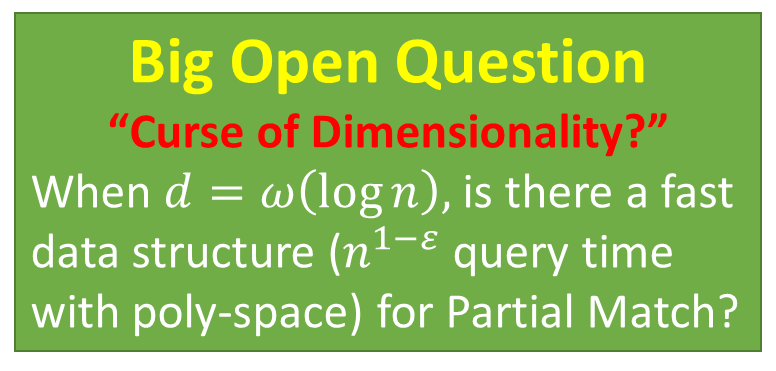 Big Open Question
“Curse of Dimensionality?”
When d = ω(log n), is there a fast
data structure (n^{1−ε} query time
with poly-space) for Partial Match?